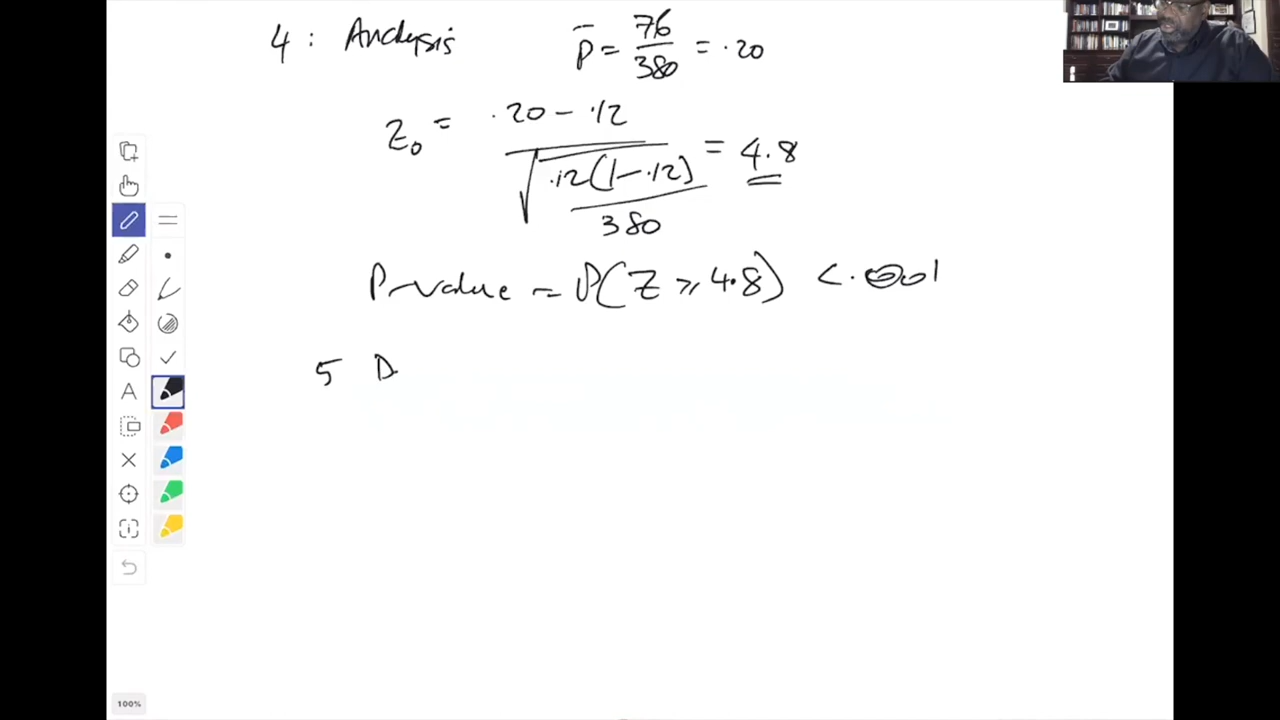 4 : Analysis p̄ = 76/380 = .20
Z₀ = .20 - .12 / √(.12(1-.12)/380) = 4.8
P-value = P(Z ≥ 4.8) < .0001
5 D
A
100%